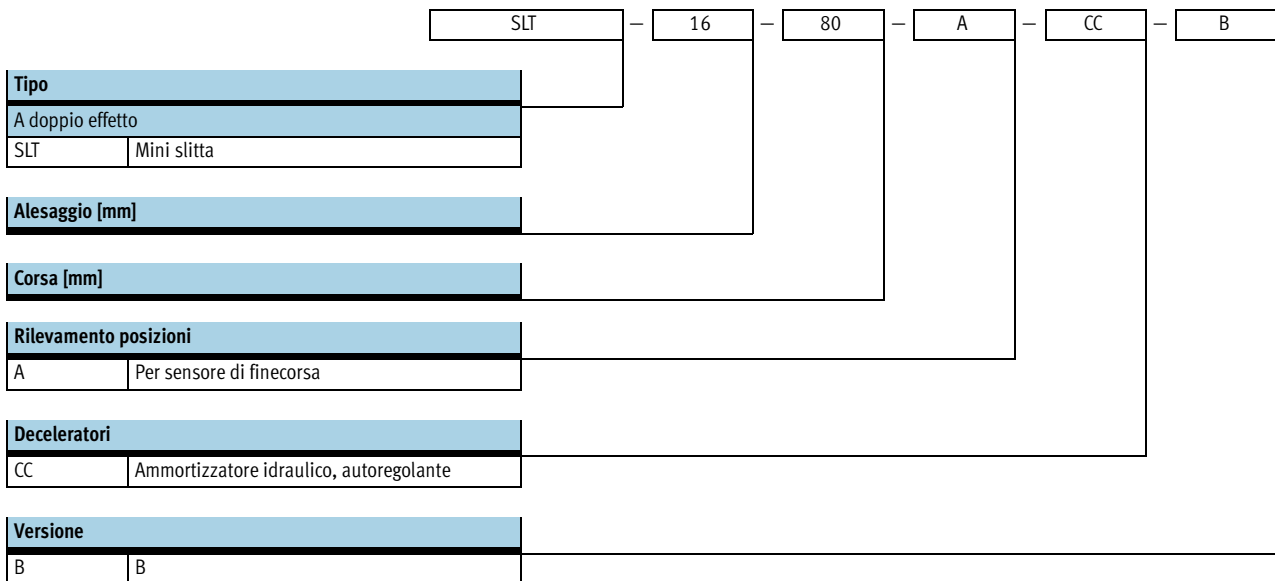 SLT – 16 – 80 – A – CC – B
Tipo
A doppio effetto
SLT Mini slitta
Alesaggio [mm]
Corsa [mm]
Rilevamento posizioni
A Per sensore di finecorsa
Deceleratori
CC Ammortizzatore idraulico, autoregolante
Versione
B B